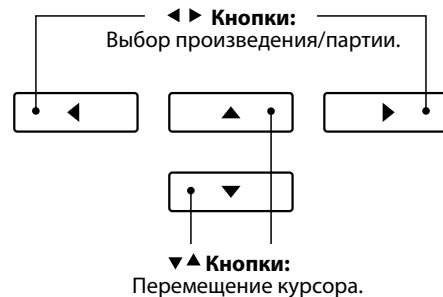 ◀ ▶ Кнопки:
Выбор произведения/партии.
◀
▲
▶
▼
▼▲ Кнопки:
Перемещение курсора.